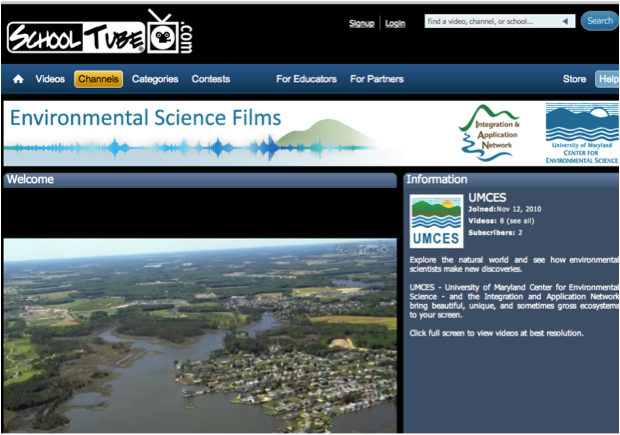 SCHOOL TUBE .com
Signup | Login
find a video, channel, or school...
Search
Videos
Channels
Categories
Contests
For Educators
For Partners
Store
Help
Environmental Science Films
Integration &
Application
Network
University of Maryland
CENTER FOR
ENVIRONMENTAL SCIENCE
Welcome
Information
UMCES
UMCES
Joined:Nov 12, 2010
Videos: 8 (see all)
Subscribers: 2
Explore the natural world and see how environmental
scientists make new discoveries.
UMCES - University of Maryland Center for Environmental
Science - and the Integration and Application Network
bring beautiful, unique, and sometimes gross ecosystems
to your screen.
Click full screen to view videos at best resolution.